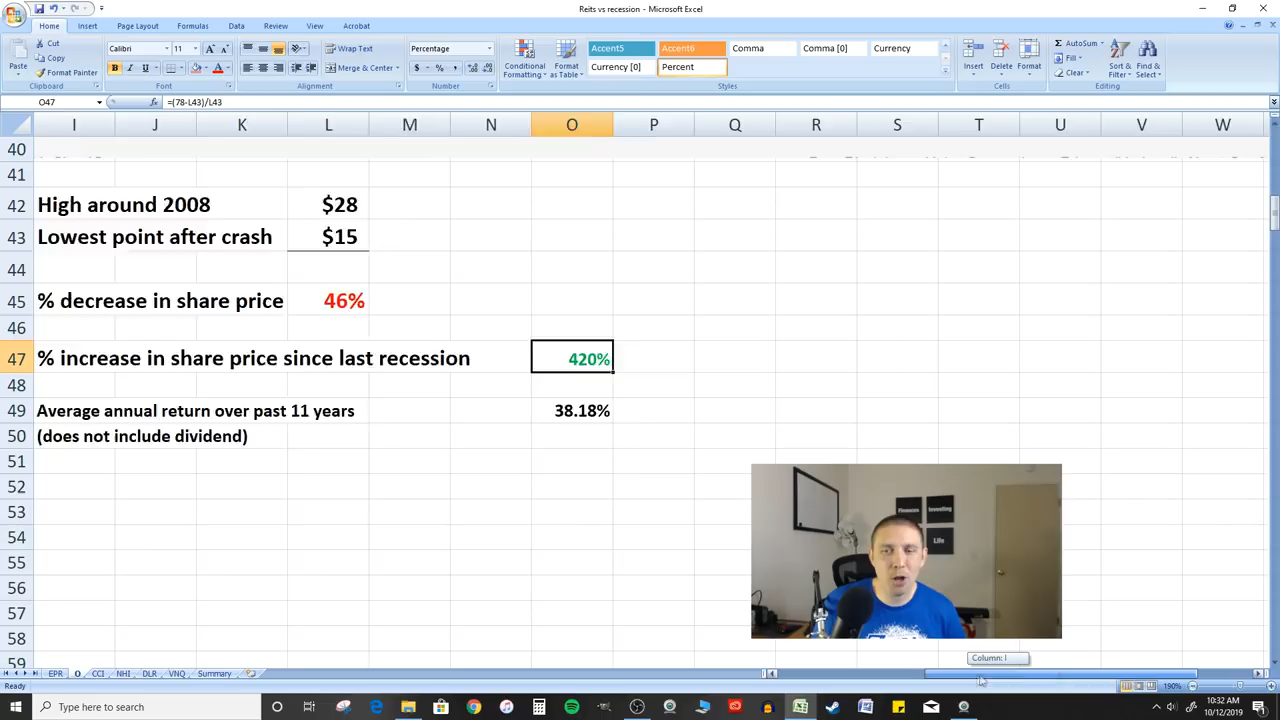 Reits vs recession - Microsoft Excel
Home Insert Page Layout Formulas Data Review View Acrobat
Paste
Cut
Copy
Format Painter
Calibri 11
B I U
Wrap Text
Merge & Center
Percentage
$ % ,
Conditional Formatting
Format as Table
Accent5 Accent6 Comma Comma [0] Currency
Currency [0] Percent
Insert Delete Format
AutoSum
Fill
Clear
Sort & Filter
Find & Select
Clipboard Font Alignment Number Styles Cells Editing
O47 fx =(78-L43)/L43
I J K L M N O P Q R S T U V W
40
41
42 High around 2008 $28
43 Lowest point after crash $15
44
45 % decrease in share price 46%
46
47 % increase in share price since last recession 420%
48
49 Average annual return over past 11 years 38.18%
50 (does not include dividend)
51
52
53
54
55
56
57
58
59
Finances
Investing
Life
Column: I
EPR O CCI NHI DLR VNQ Summary
Ready 190%
Type here to search
10:32 AM
10/12/2019